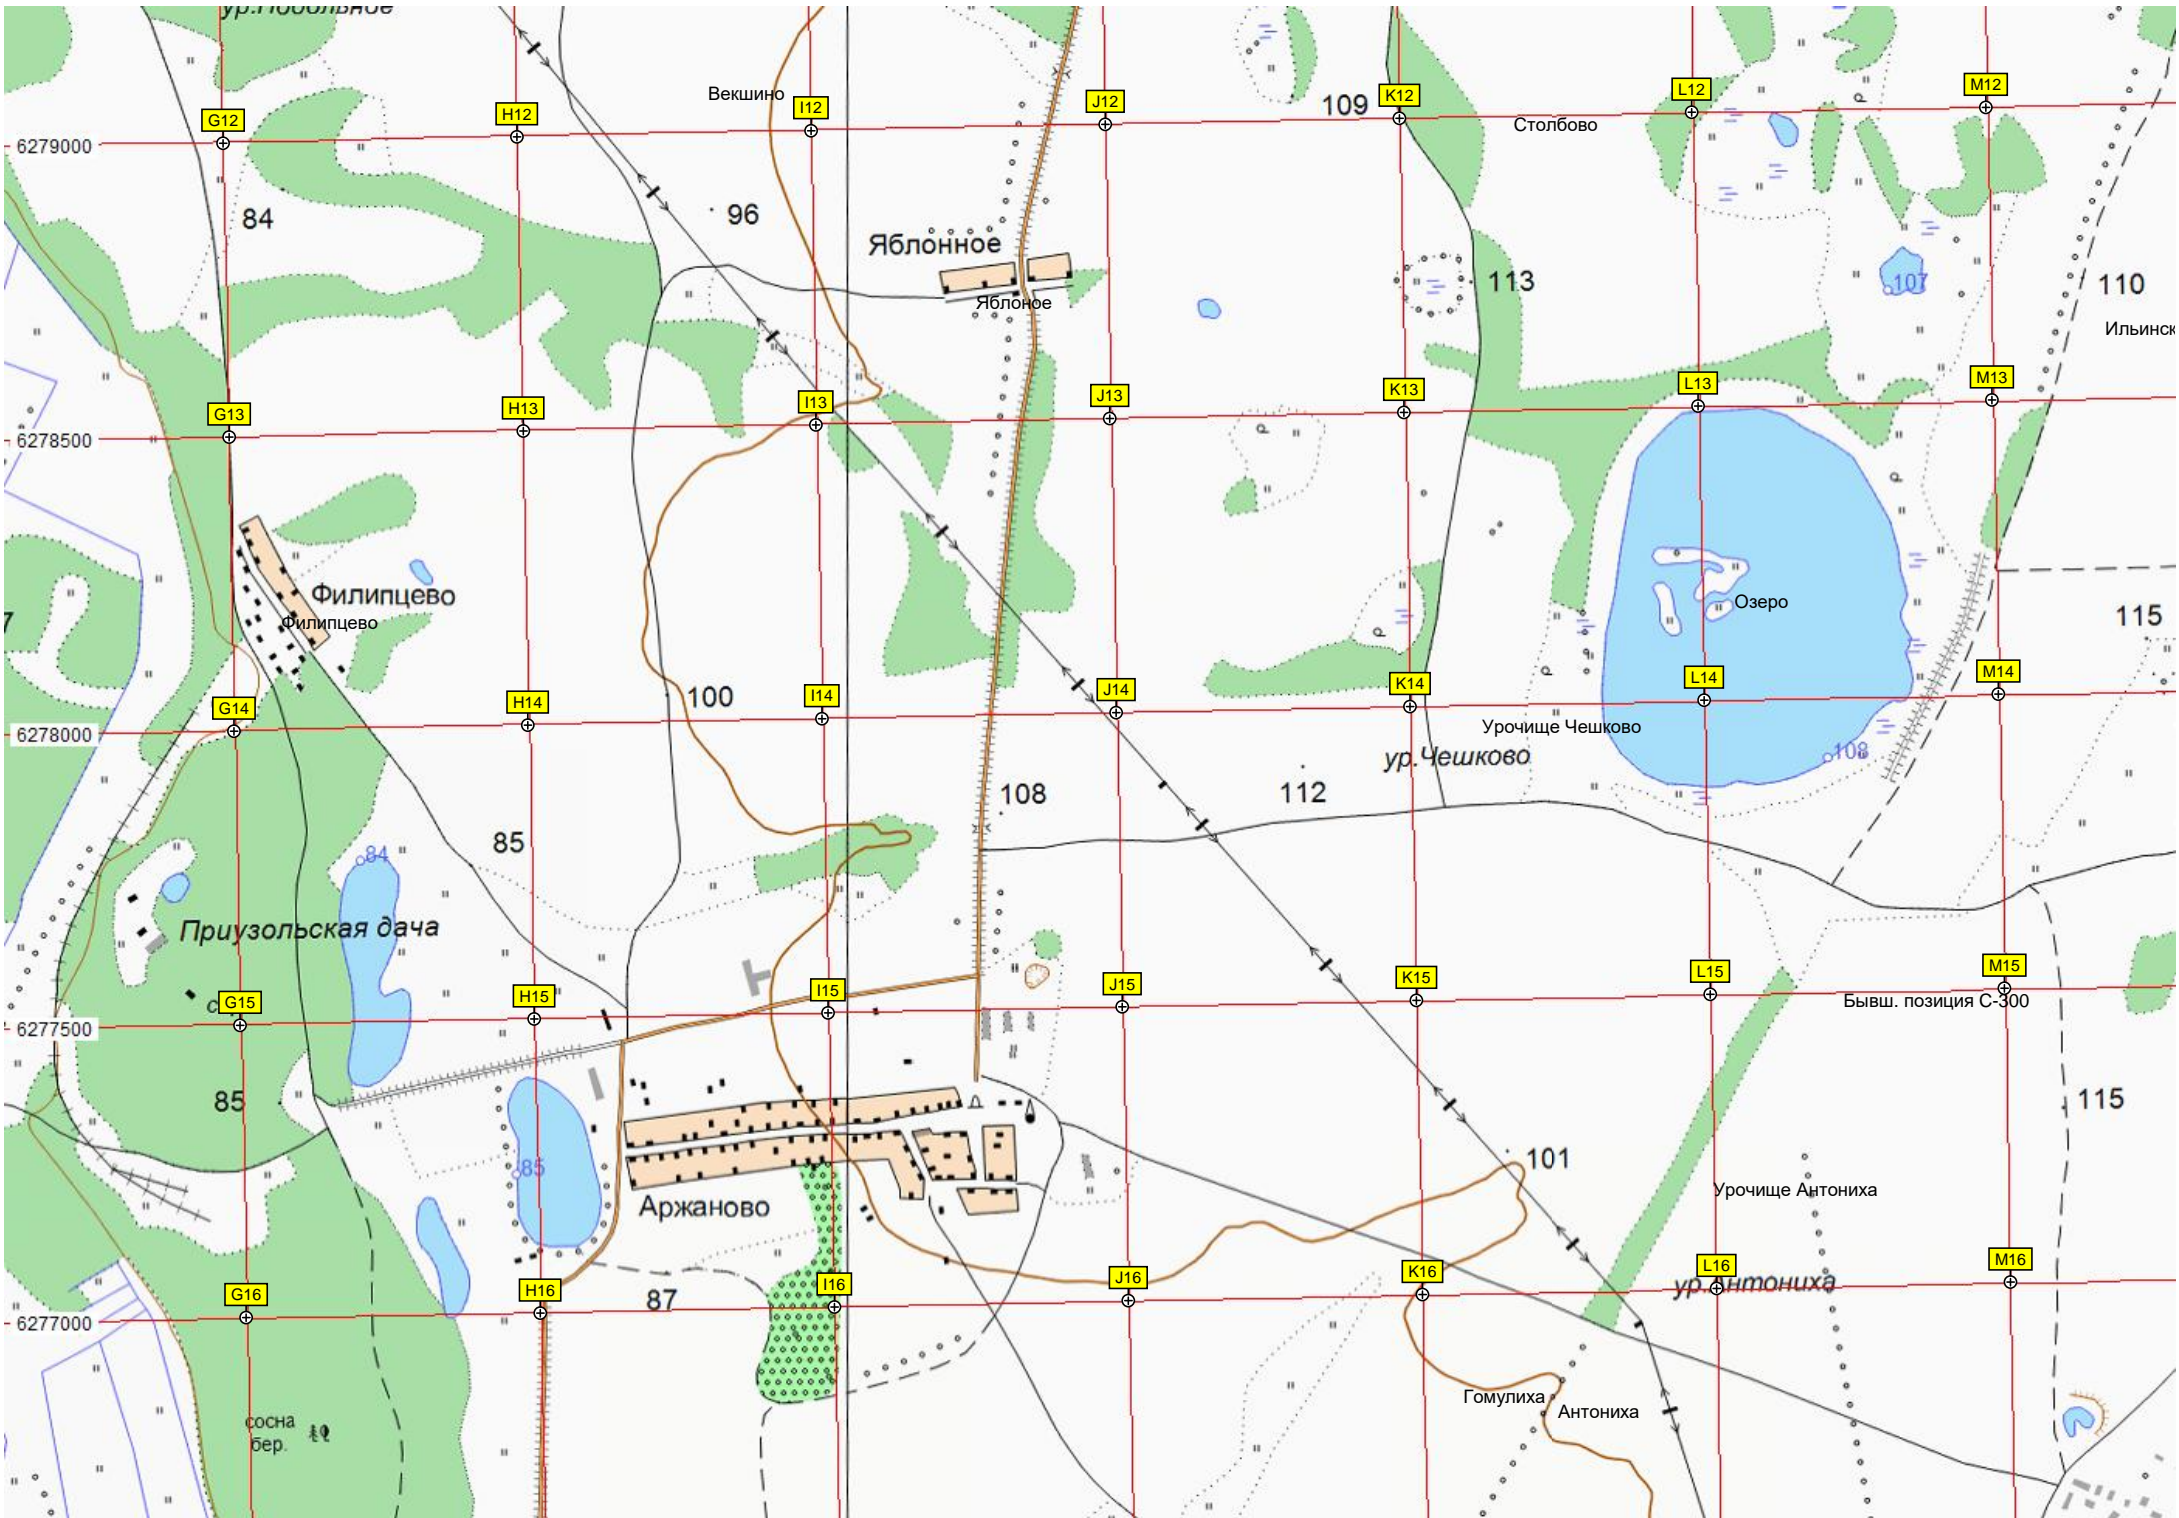 ур.Подольное
Векшино
G12
H12
I12
J12
109
K12
Столбово
L12
M12
6279000
84
96
Яблонное
Яблоное
113
107
110
Ильинск
G13
H13
I13
J13
K13
L13
M13
6278500
Филипцево
Филипцево
7
Озеро
115
G14
H14
100
I14
J14
K14
L14
M14
6278000
Урочище Чешково
ур.Чешково
108
108
112
85
84
Приузольская дача
G15
H15
I15
J15
K15
L15
M15
Бывш. позиция С-300
6277500
85
115
85
101
Аржаново
Урочище Антониха
G16
H16
87
I16
J16
K16
L16
M16
ур.Антониха
6277000
Гомулиха
Антониха
сосна
бер.